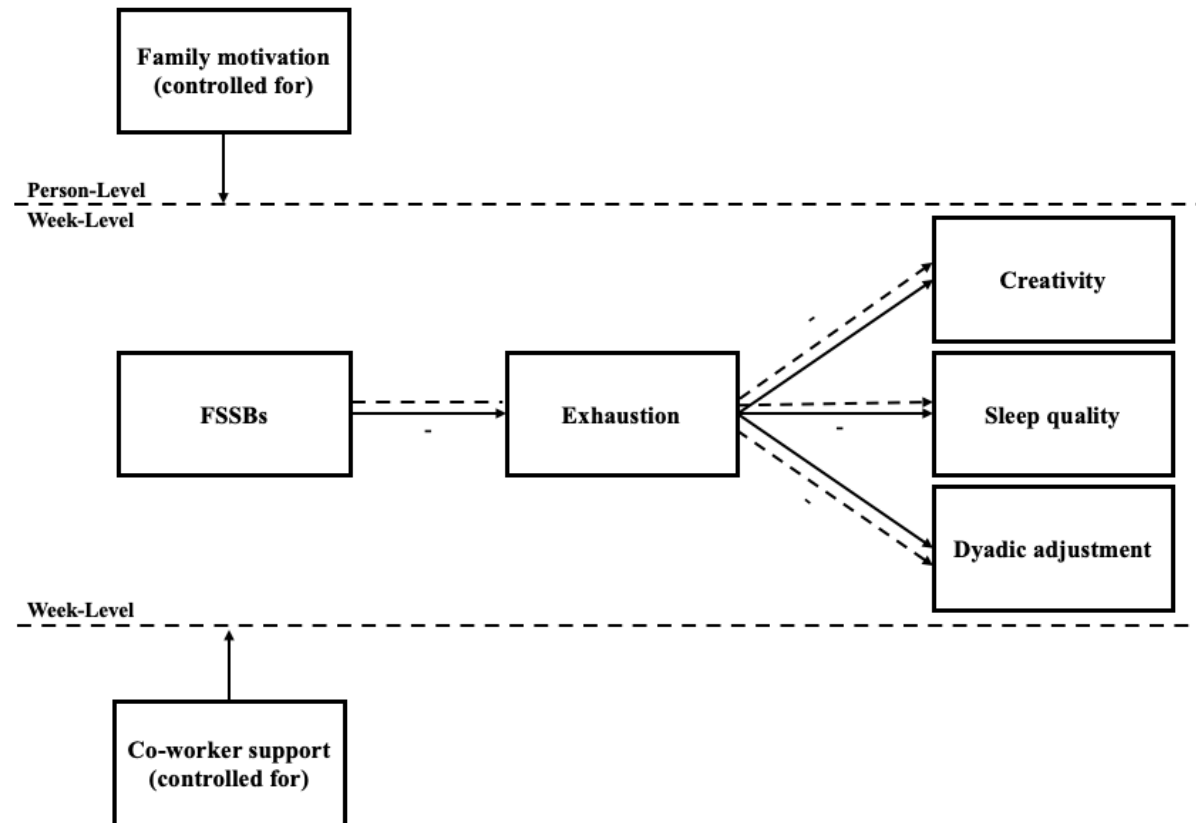 Family motivation
(controlled for)
Person-Level
Week-Level
Creativity
-
FSSBs
-
Exhaustion
-
Sleep quality
-
Dyadic adjustment
Week-Level
Co-worker support
(controlled for)